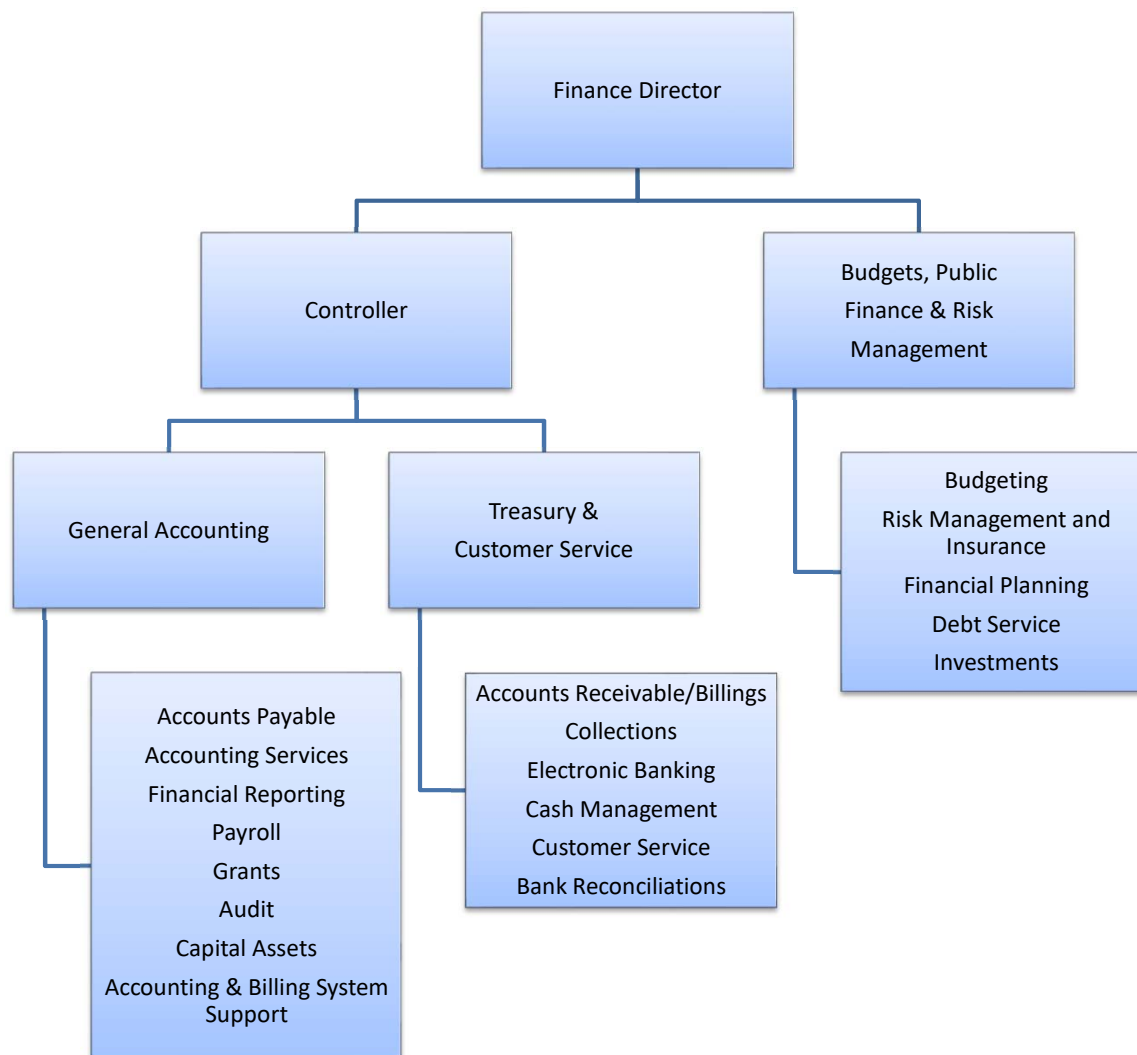 Finance Director
Controller
Budgets, Public
Finance & Risk
Management
General Accounting
Treasury &
Customer Service
Budgeting
Risk Management and
Insurance
Financial Planning
Debt Service
Investments
Accounts Payable
Accounting Services
Financial Reporting
Payroll
Grants
Audit
Capital Assets
Accounting & Billing System
Support
Accounts Receivable/Billings
Collections
Electronic Banking
Cash Management
Customer Service
Bank Reconciliations